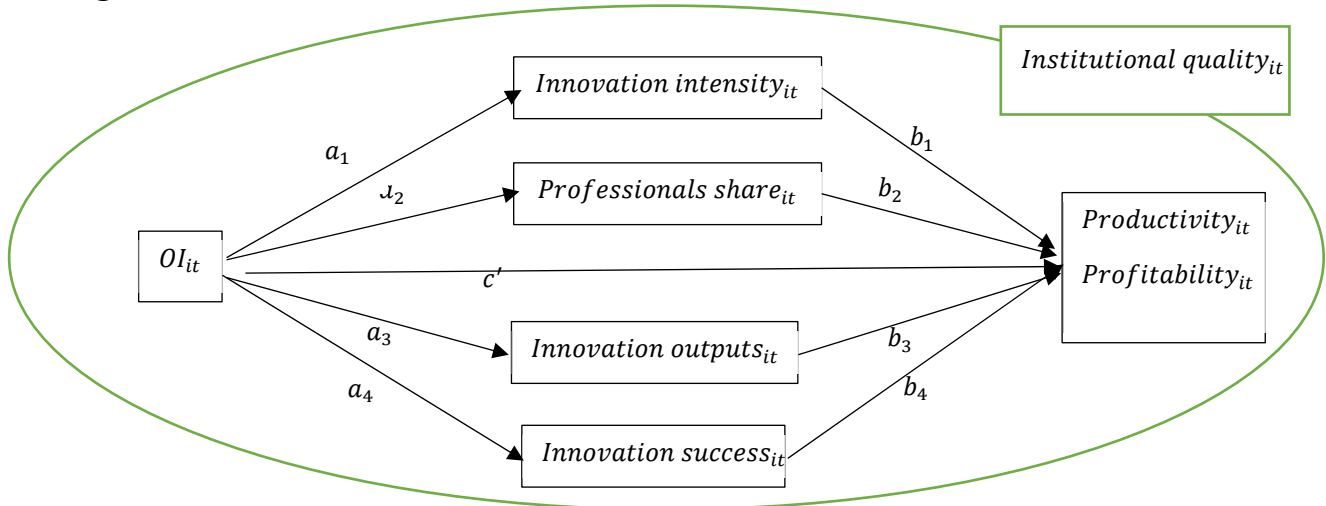 Institutional quality_it
Innovation intensity_it
a_1
b_1
Professionals share_it
b_2
OI_it
c'
Productivity_it
Profitability_it
a_3
Innovation outputs_it
b_3
a_4
b_4
Innovation success_it